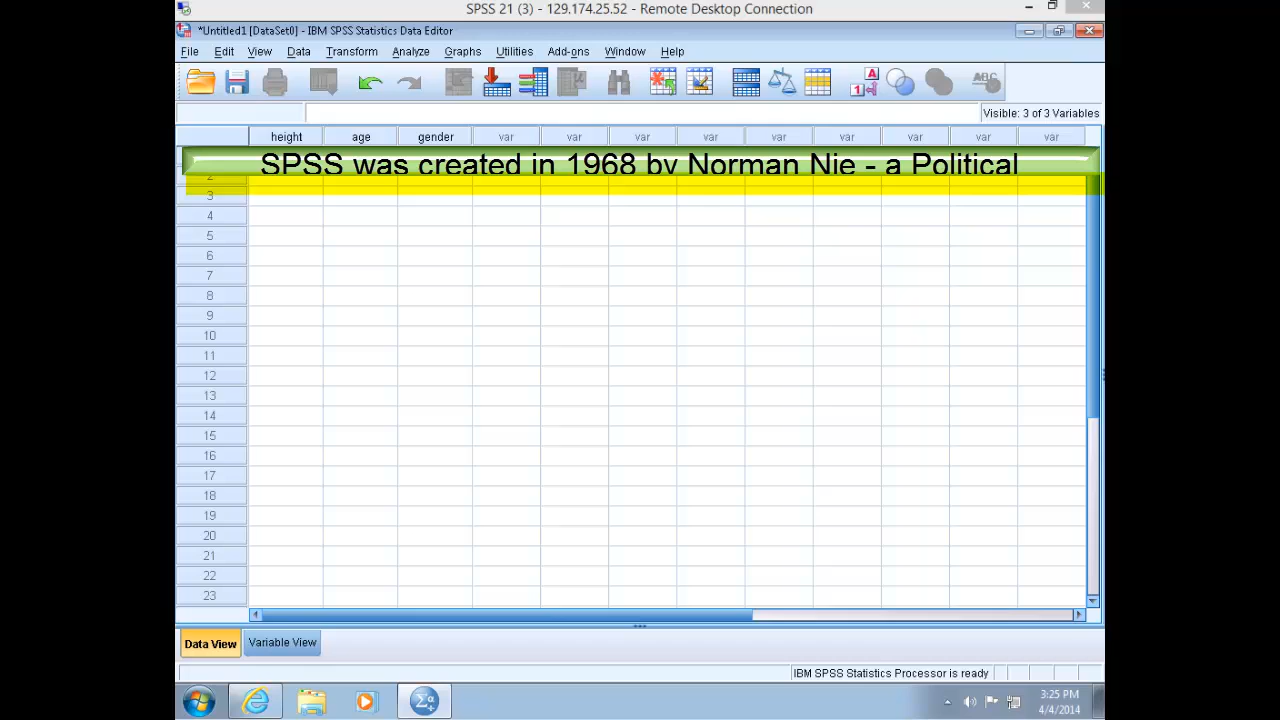 SPSS 21 (3) - 129.174.25.52 - Remote Desktop Connection
*Untitled1 [DataSet0] - IBM SPSS Statistics Data Editor
File Edit View Data Transform Analyze Graphs Utilities Add-ons Window Help
Visible: 3 of 3 Variables
height age gender var var var var var var var var var
SPSS was created in 1968 by Norman Nie - a Political
2
3
4
5
6
7
8
9
10
11
12
13
14
15
16
17
18
19
20
21
22
23
Data View Variable View
IBM SPSS Statistics Processor is ready
3:25 PM
4/4/2014